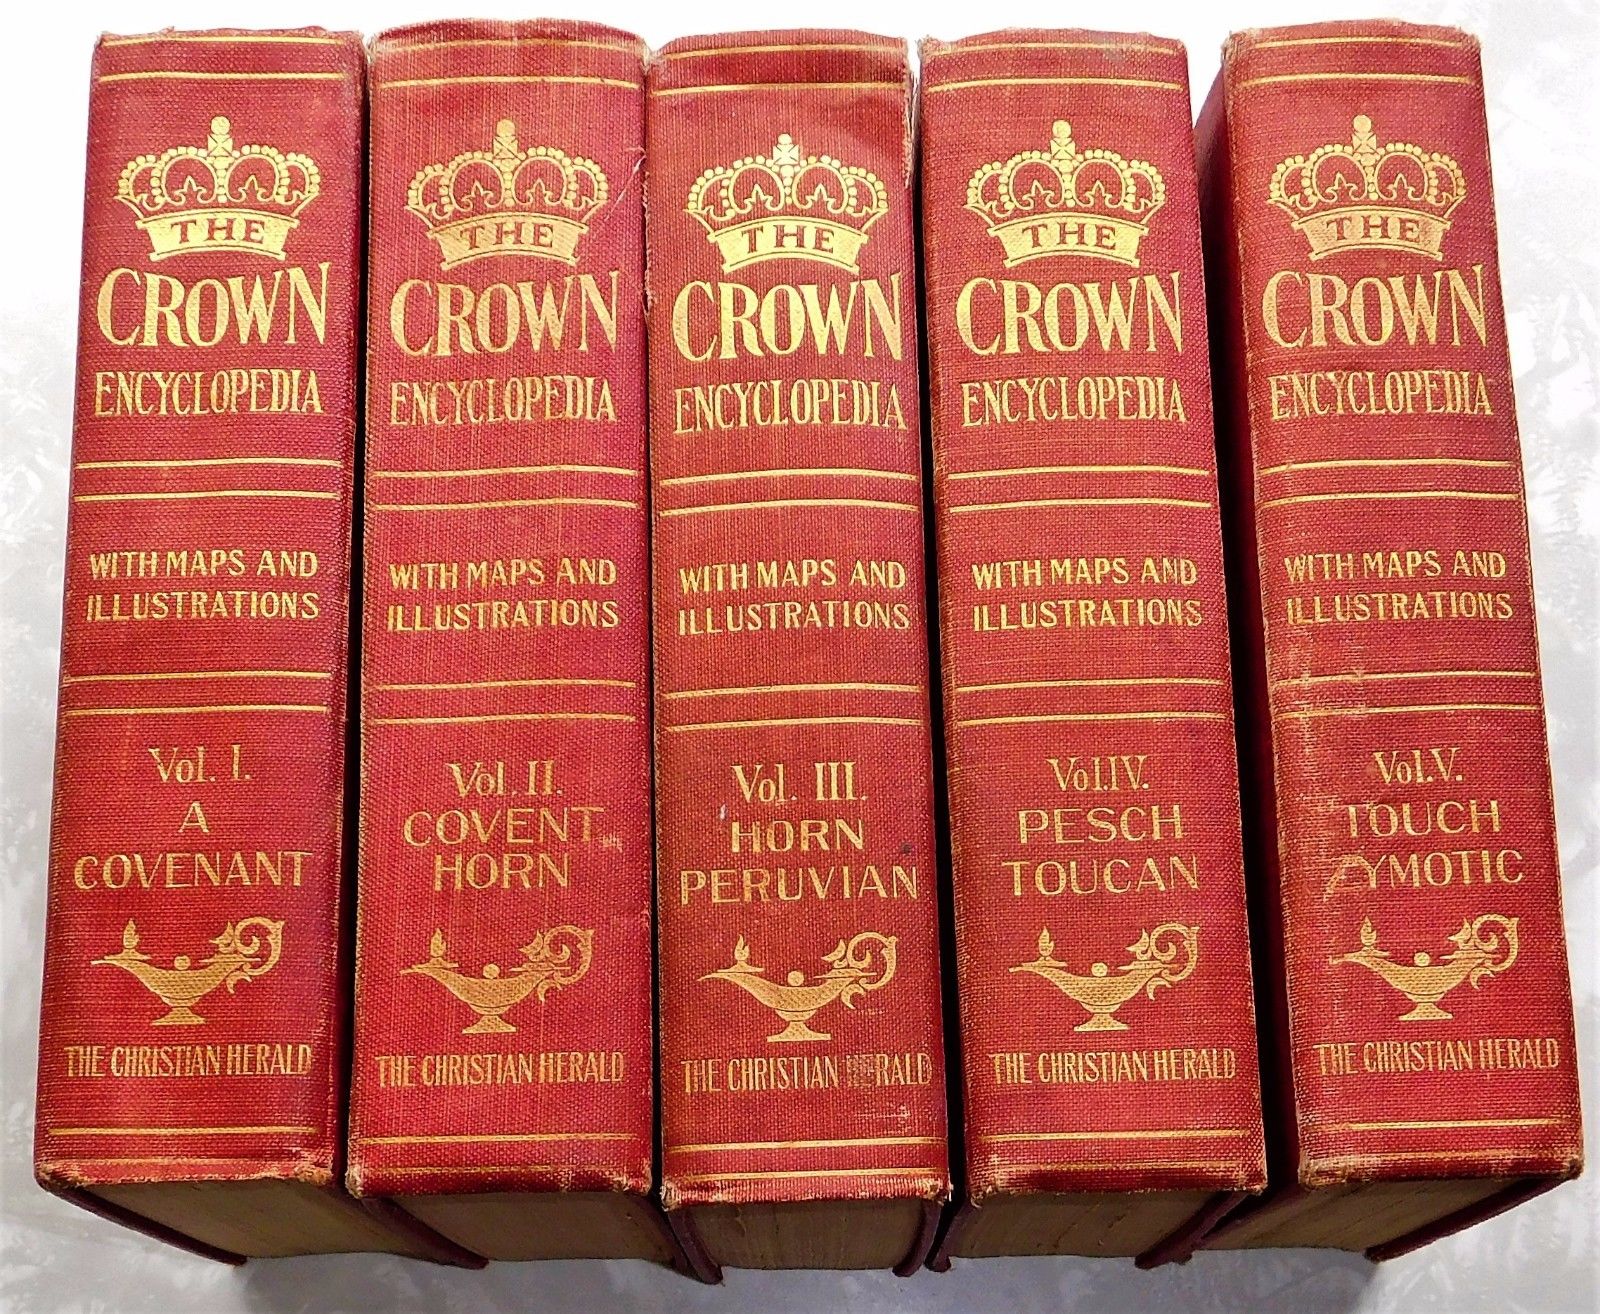 THE
CROWN
ENCYCLOPEDIA
WITH MAPS AND
ILLUSTRATIONS
Vol. I.
A
COVENANT
THE CHRISTIAN HERALD
THE
CROWN
ENCYCLOPEDIA
WITH MAPS AND
ILLUSTRATIONS
Vol. II.
COVENT
HORN
THE CHRISTIAN HERALD
THE
CROWN
ENCYCLOPEDIA
WITH MAPS AND
ILLUSTRATIONS
Vol. III.
HORN
PERUVIAN
THE CHRISTIAN HERALD
THE
CROWN
ENCYCLOPEDIA
WITH MAPS AND
ILLUSTRATIONS
Vol. IV.
PESCH
TOUCAN
THE CHRISTIAN HERALD
THE
CROWN
ENCYCLOPEDIA
WITH MAPS AND
ILLUSTRATIONS
Vol. V.
TOUCH
ZYMOTIC
THE CHRISTIAN HERALD